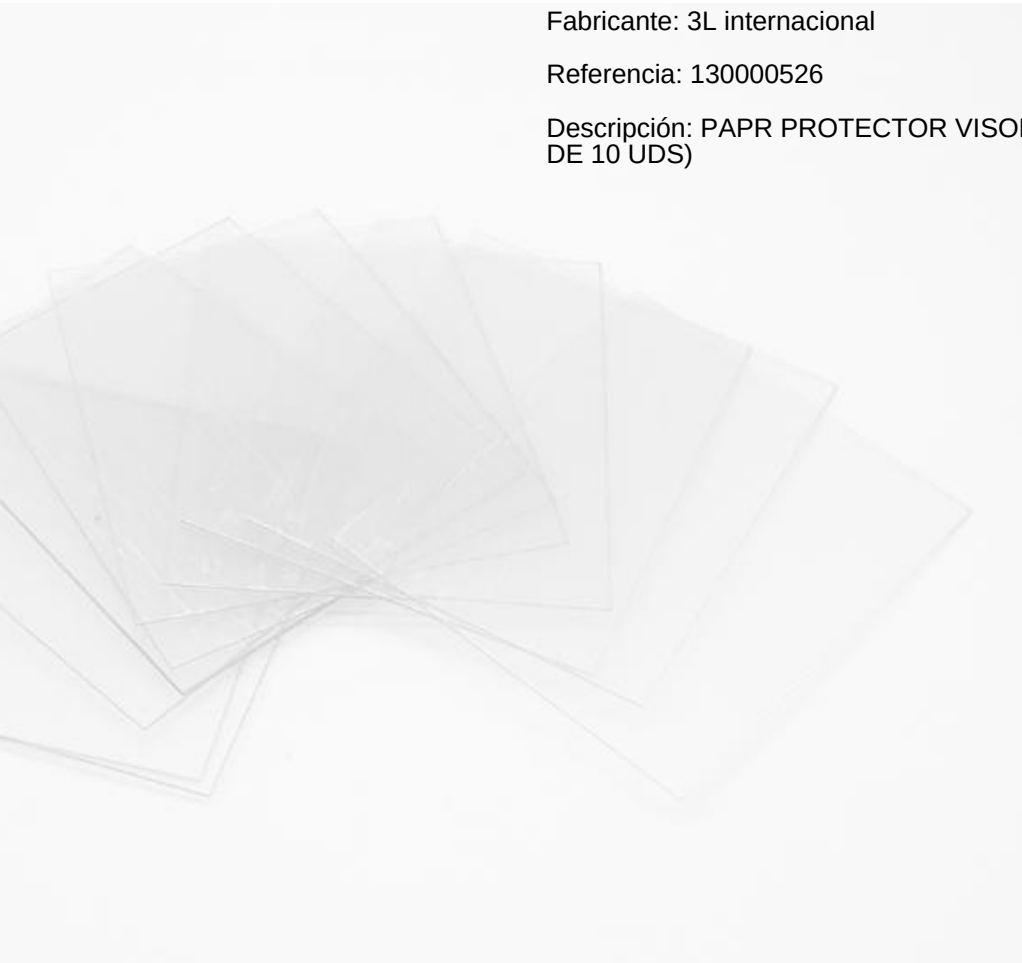 Fabricante: 3L internacional
Referencia: 130000526
Descripción: PAPR PROTECTOR
DE 10 UDS)